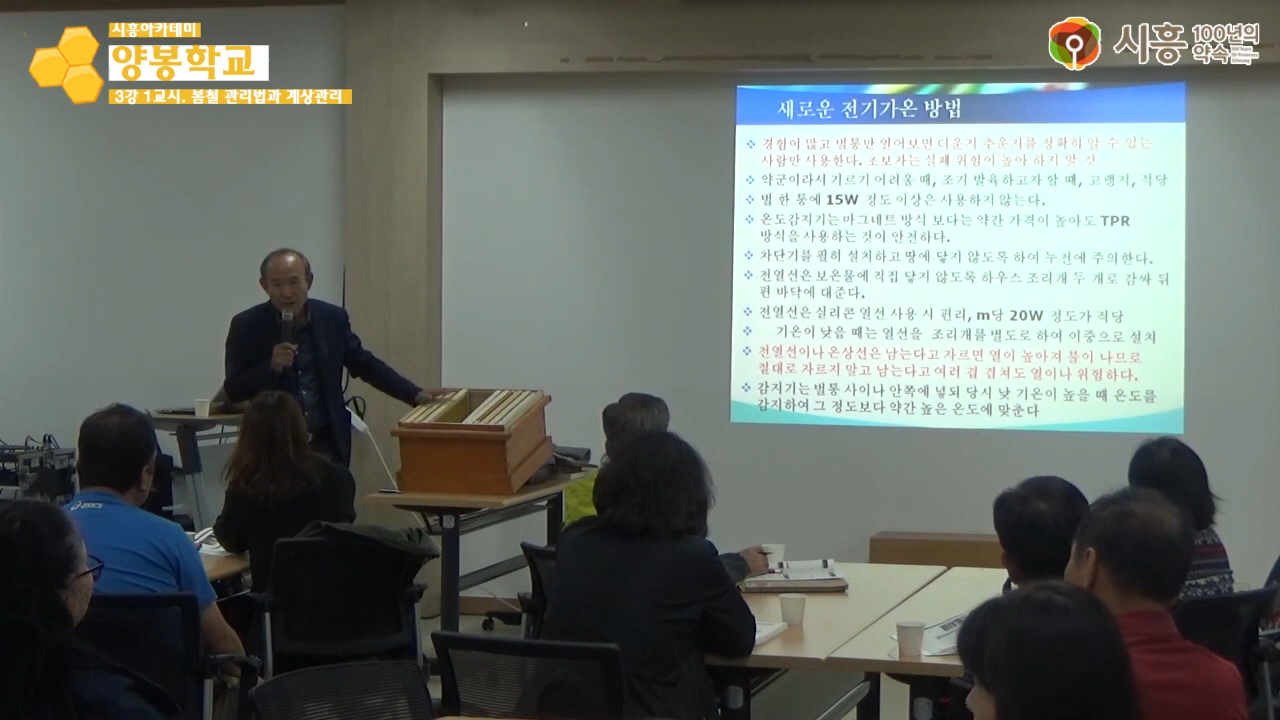 시흥아카데미
양봉학교
3강 1교시. 봄철 관리법과 계상관리
시흥 100년의 약속
새로운 전기가온 방법
경험이 많고 벌통만 열어보면 더운지 추운지를 정확히 알 수 있는
사람만 사용한다. 초보자는 실패 위험이 높아 하지 말 것
약군이라서 기르기 어려울 때, 조기 발육하고자 할 때, 고랭지, 적당
벌 한 통에 15W 정도 이상은 사용하지 않는다.
온도감지기는 마그네트 방식 보다는 약간 가격이 높아도 TPR
방식을 사용하는 것이 안전하다.
차단기를 필히 설치하고 땅에 닿지 않도록 하여 누전에 주의한다.
전열선은 보온물에 직접 닿지 않도록 하우스 조리개 두 개로 감싸 뒤
편 바닥에 대준다.
전열선은 실리콘 열선 사용 시 편리, m당 20W 정도가 적당
기온이 낮을 때는 열선을 조리개를 별도로 하여 이중으로 설치
전열선이나 온상선은 남는다고 자르면 열이 높아져 불이 나므로
절대로 자르지 말고 남는다고 여러 겹 겹쳐도 열이나 위험하다.
감지기는 벌통 사이나 안쪽에 넣되 당시 낮 기온이 높을 때 온도를
감지하여 그 정도보다 약간 높은 온도에 맞춘다
asics